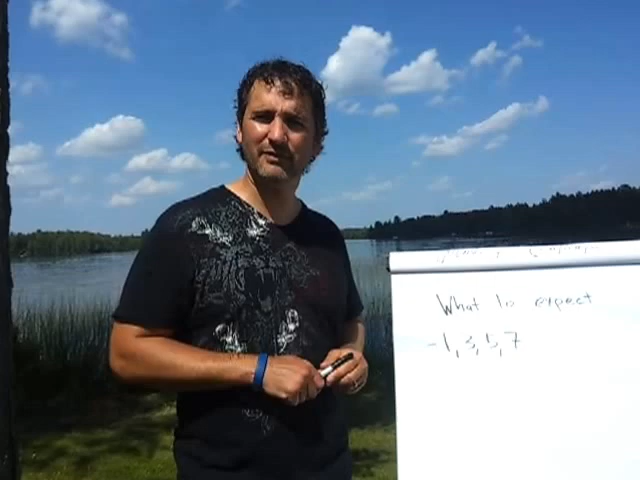 What to expect
- 1, 3, 5, 7